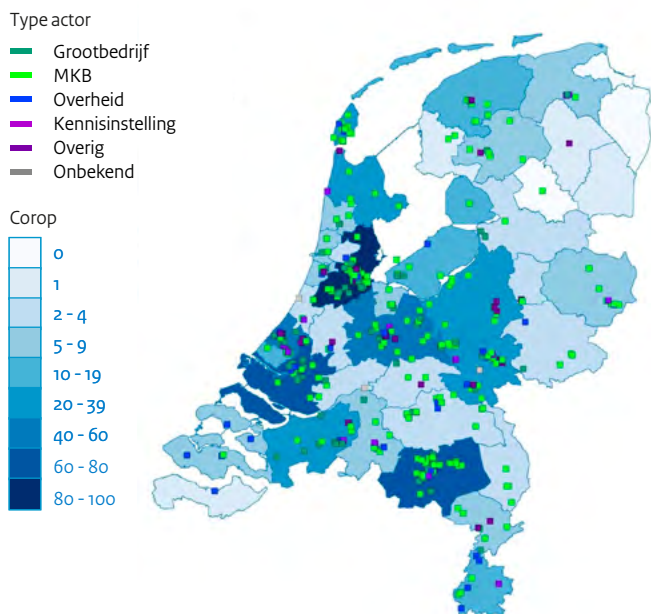 Type actor
Grootbedrijf
MKB
Overheid
Kennisinstelling
Overig
Onbekend
Corop
0
1
2 - 4
5 - 9
10 - 19
20 - 39
40 - 60
60 - 80
80 - 100